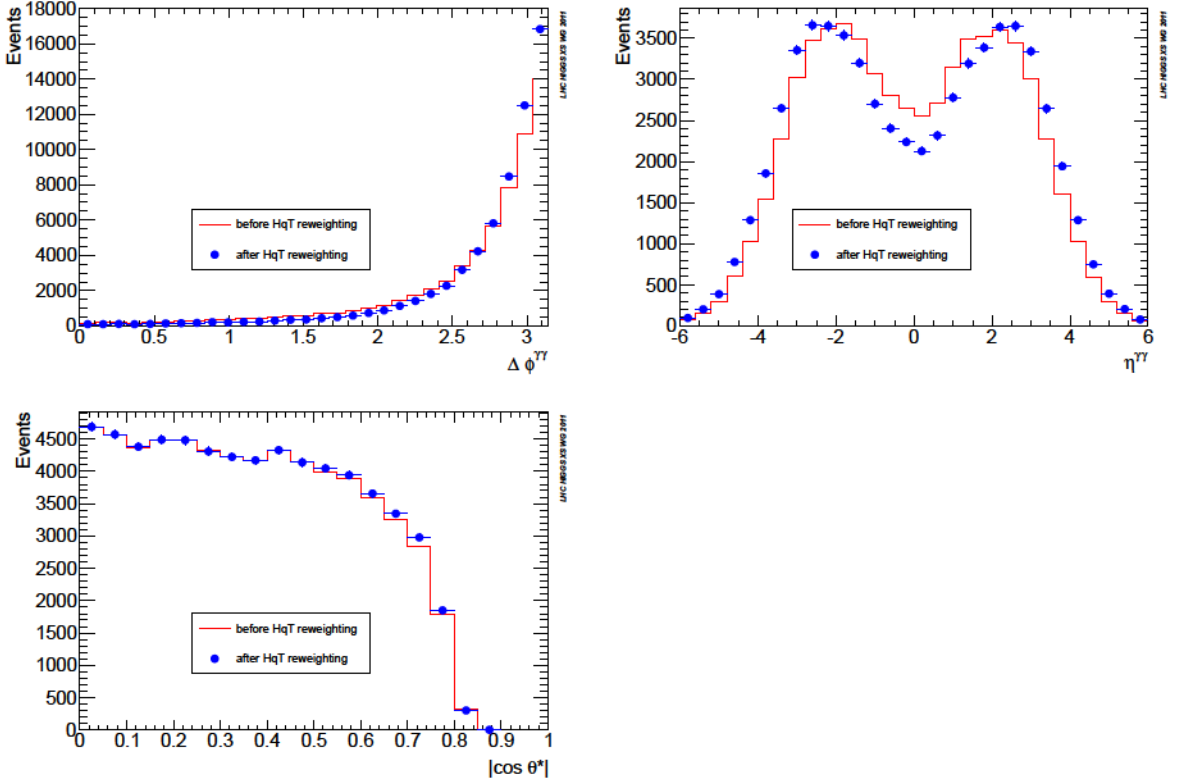 Events
18000
16000
14000
12000
10000
8000
6000
4000
2000
0
before HqT reweighting
after HqT reweighting
0 0.5 1 1.5 2 2.5 3
Δ ϕ^γγ
LHC HIGGS XS WG 2011
Events
3500
3000
2500
2000
1500
1000
500
0
before HqT reweighting
after HqT reweighting
-6 -4 -2 0 2 4 6
η^γγ
LHC HIGGS XS WG 2011
Events
4500
4000
3500
3000
2500
2000
1500
1000
500
0
before HqT reweighting
after HqT reweighting
0 0.1 0.2 0.3 0.4 0.5 0.6 0.7 0.8 0.9 1
|cos θ*|
LHC HIGGS XS WG 2011